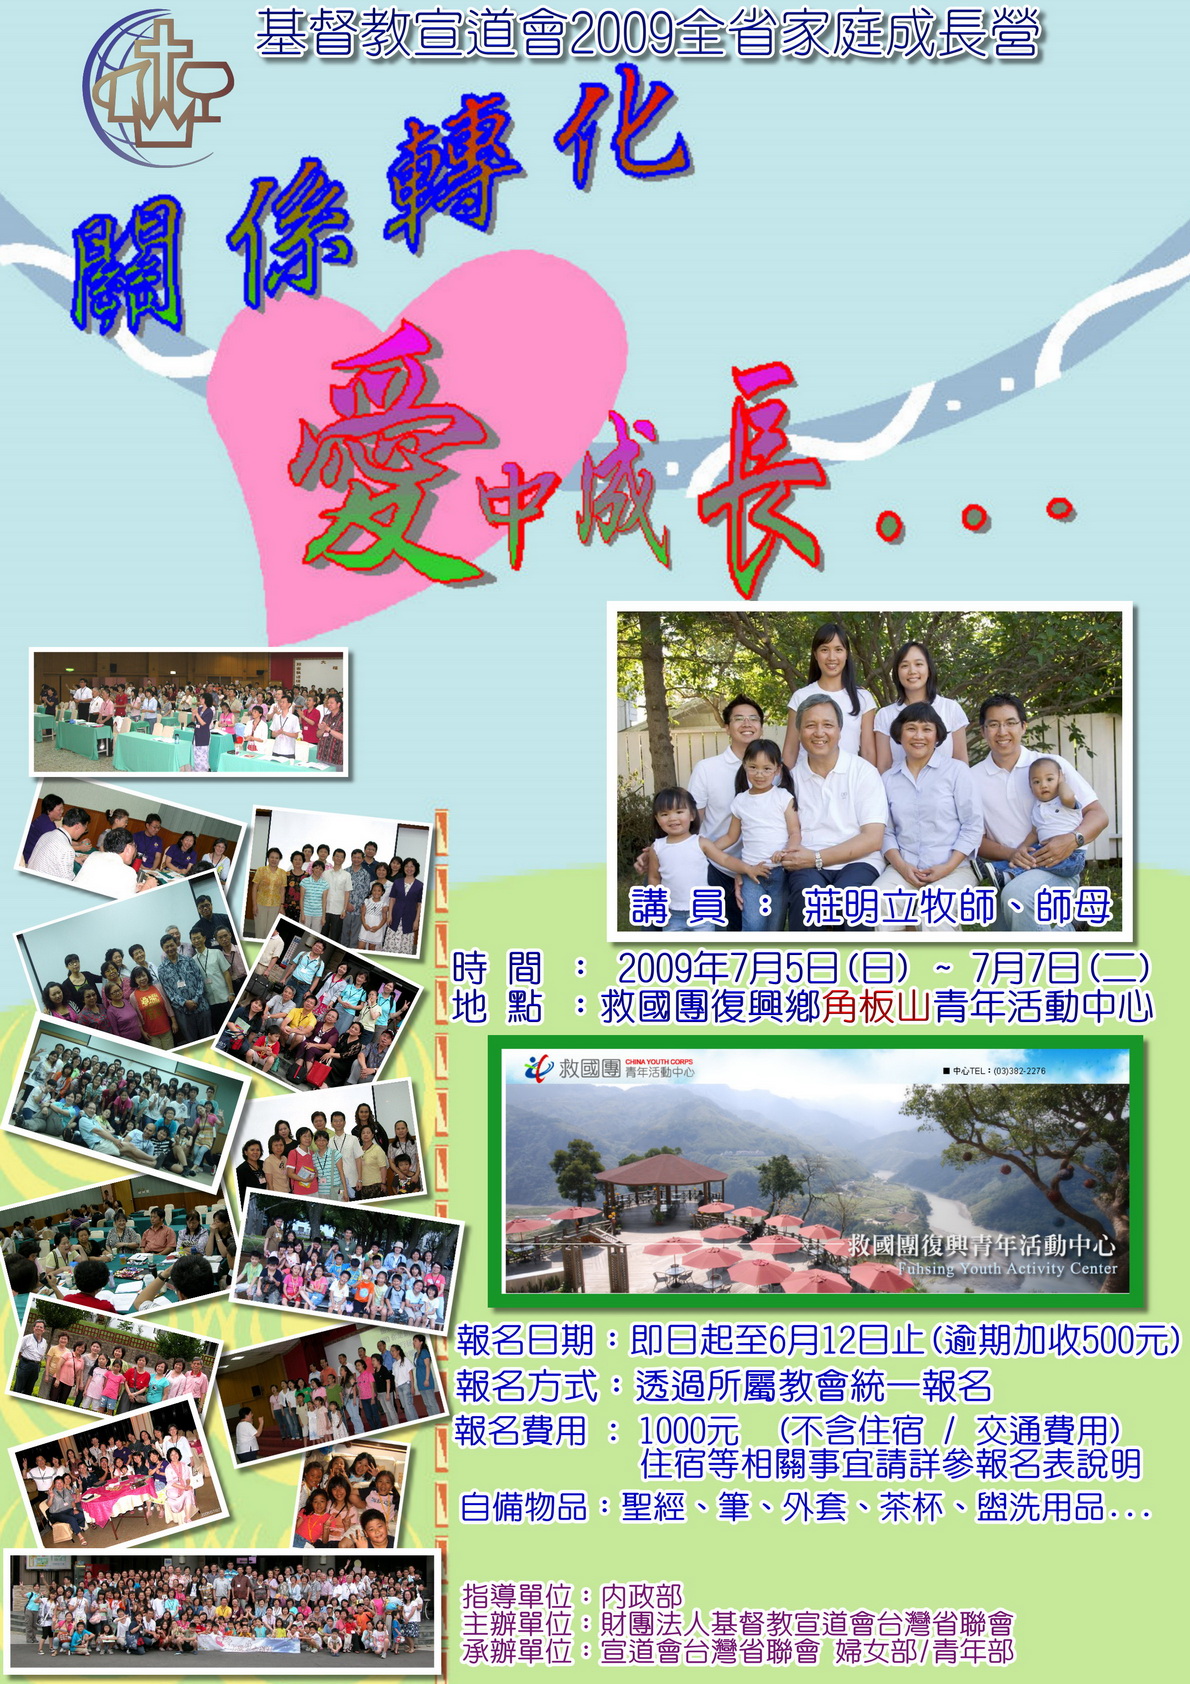 基督教宣道會2009全省家庭成長營
關係轉化
愛中成長...
講 員 ： 莊明立牧師、師母
時 間 ： 2009年7月5日(日) ~ 7月7日(二)
地 點 ：救國團復興鄉角板山青年活動中心
救國團 CHINA YOUTH CORPS
青年活動中心
■ 中心TEL：(03)382-2276
救國團復興青年活動中心
Fuhsing Youth Activity Center
報名日期：即日起至6月12日止(逾期加收500元)
報名方式：透過所屬教會統一報名
報名費用 ：1000元 (不含住宿 / 交通費用)
住宿等相關事宜請詳參報名表說明
自備物品：聖經、筆、外套、茶杯、盥洗用品...
指導單位：內政部
主辦單位：財團法人基督教宣道會台灣省聯會
承辦單位：宣道會台灣省聯會 婦女部/青年部